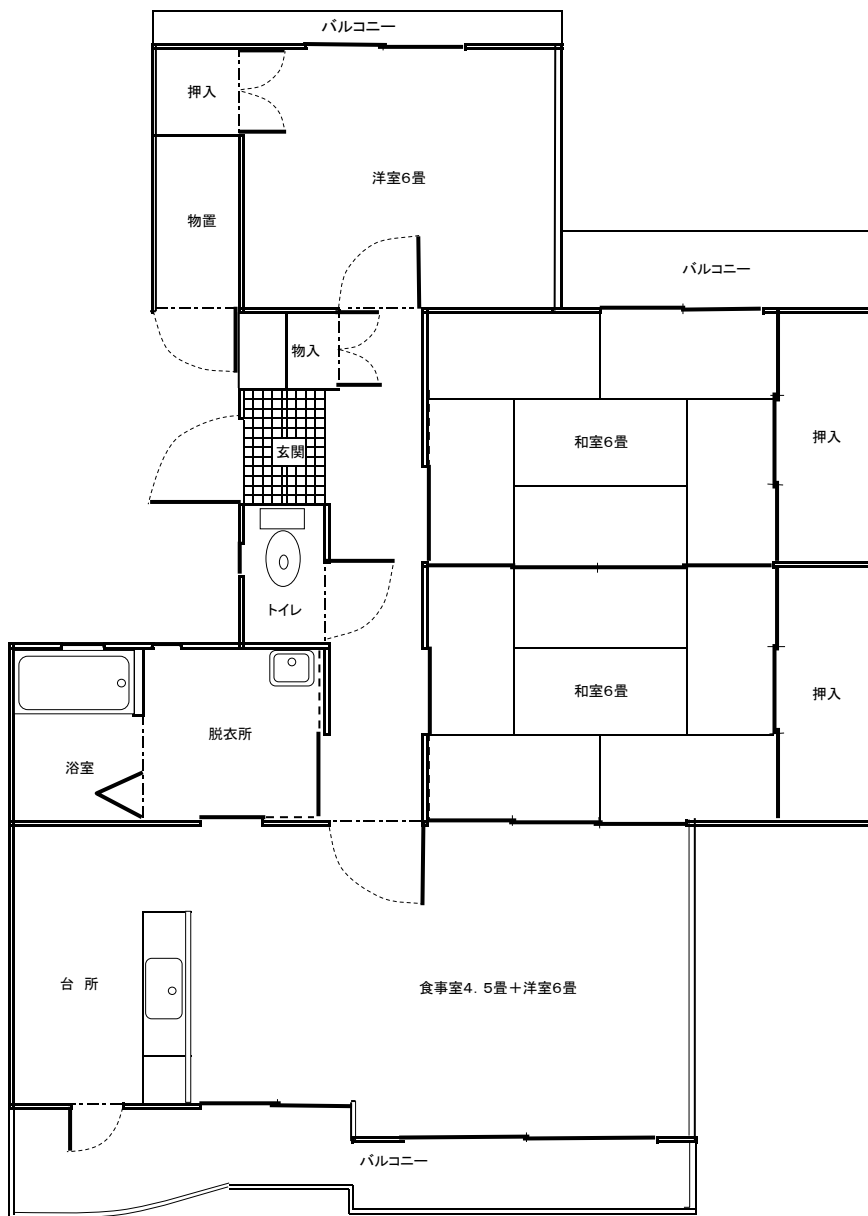 バルコニー
押入
洋室6畳
物置
バルコニー
物入
和室6畳
押入
玄関
トイレ
和室6畳
押入
脱衣所
浴室
台 所
食事室4．5畳＋洋室6畳
バルコニー